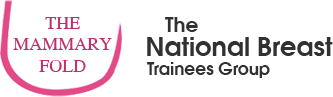 THE
MAMMARY
FOLD
The
National Breast
Trainees Group